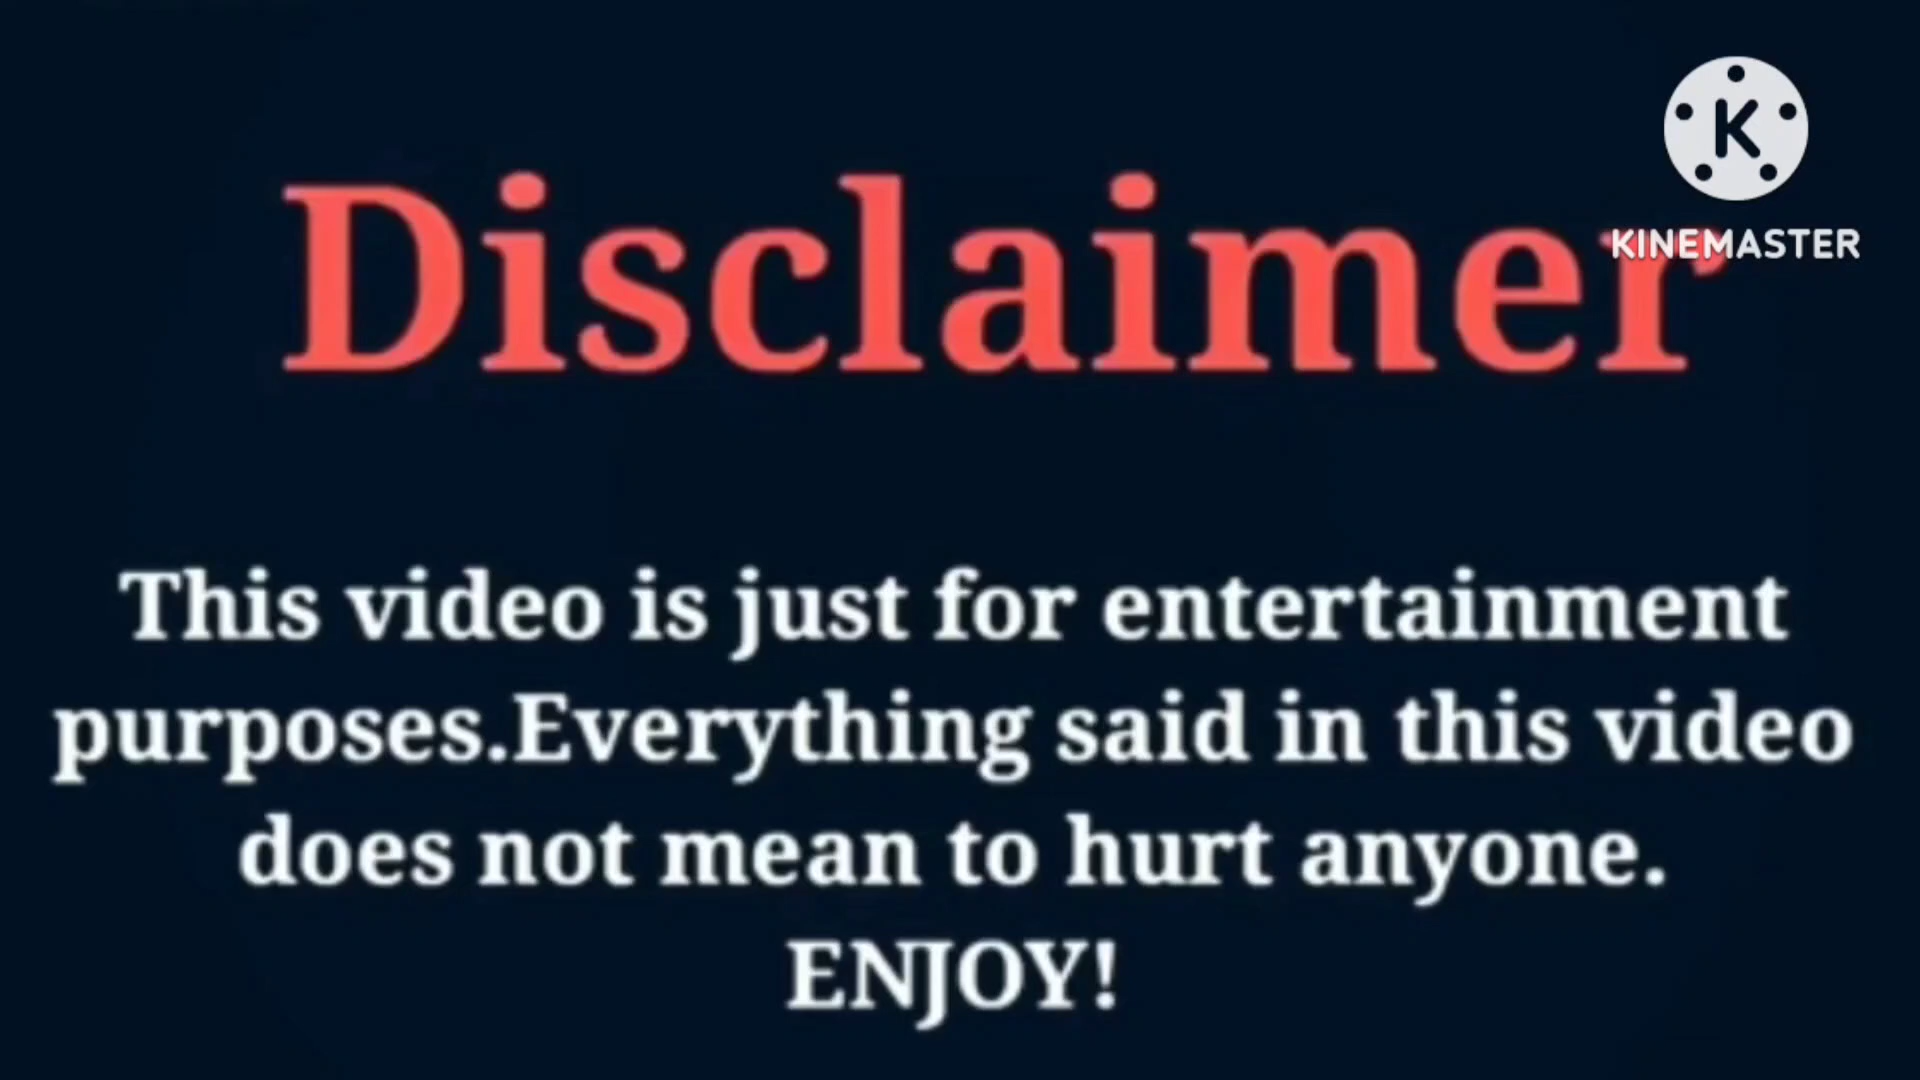 K
KINEMASTER
Disclaimer
This video is just for entertainment
purposes.Everything said in this video
does not mean to hurt anyone.
ENJOY!